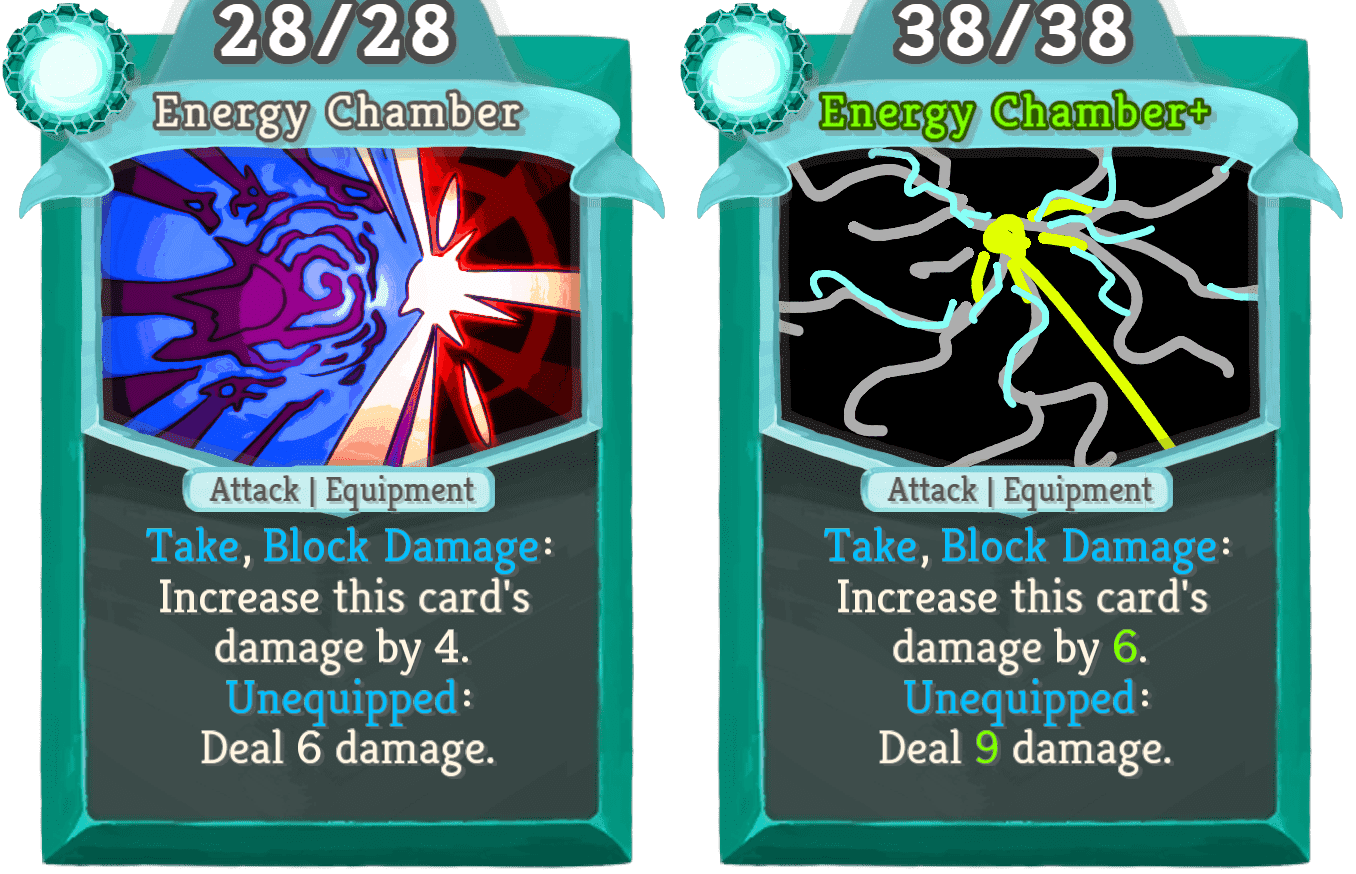 28/28
Energy Chamber
Attack | Equipment
Take, Block Damage:
Increase this card's
damage by 4.
Unequipped:
Deal 6 damage.
38/38
Energy Chamber+
Attack | Equipment
Take, Block Damage:
Increase this card's
damage by 6.
Unequipped:
Deal 9 damage.